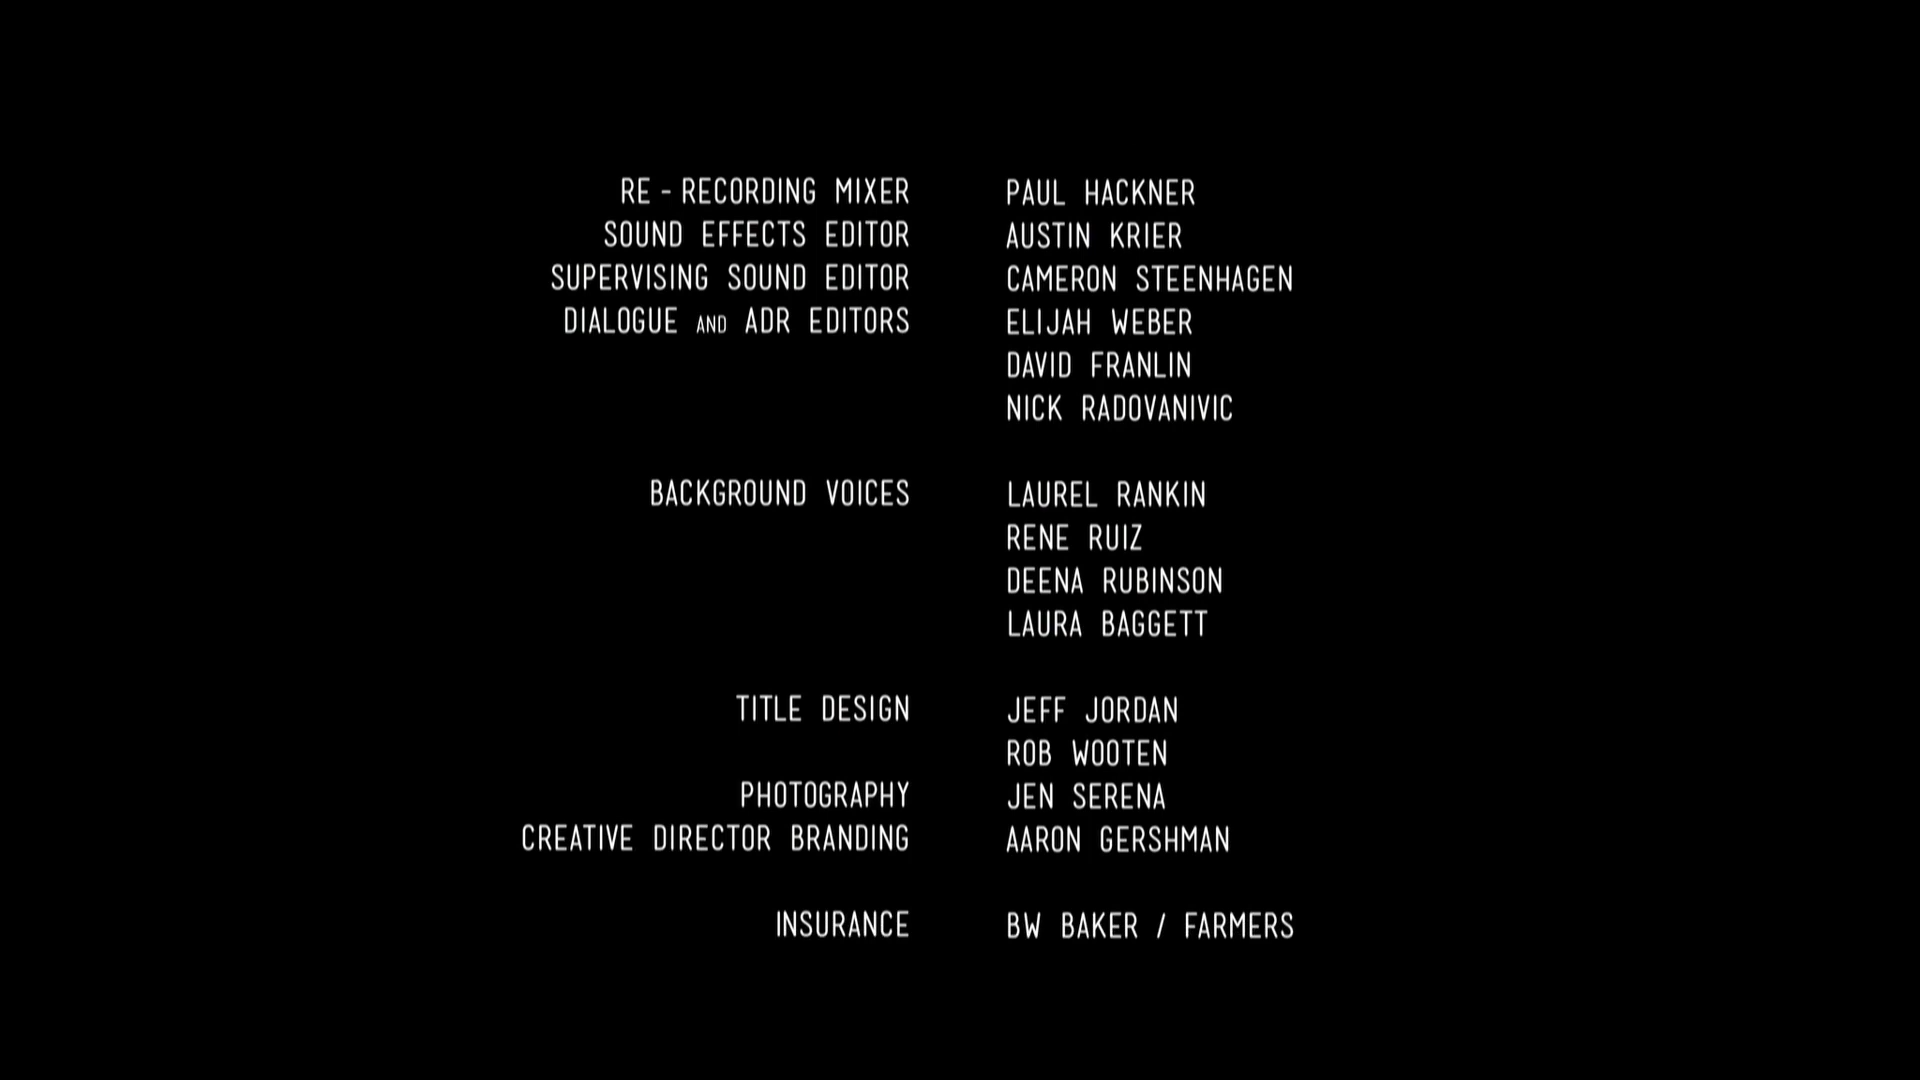 RE - RECORDING MIXER PAUL HACKNER
SOUND EFFECTS EDITOR AUSTIN KRIER
SUPERVISING SOUND EDITOR CAMERON STEENHAGEN
DIALOGUE AND ADR EDITORS ELIJAH WEBER
DAVID FRANLIN
NICK RADOVANIVIC
BACKGROUND VOICES LAUREL RANKIN
RENE RUIZ
DEENA RUBINSON
LAURA BAGGETT
TITLE DESIGN JEFF JORDAN
ROB WOOTEN
PHOTOGRAPHY JEN SERENA
CREATIVE DIRECTOR BRANDING AARON GERSHMAN
INSURANCE BW BAKER / FARMERS